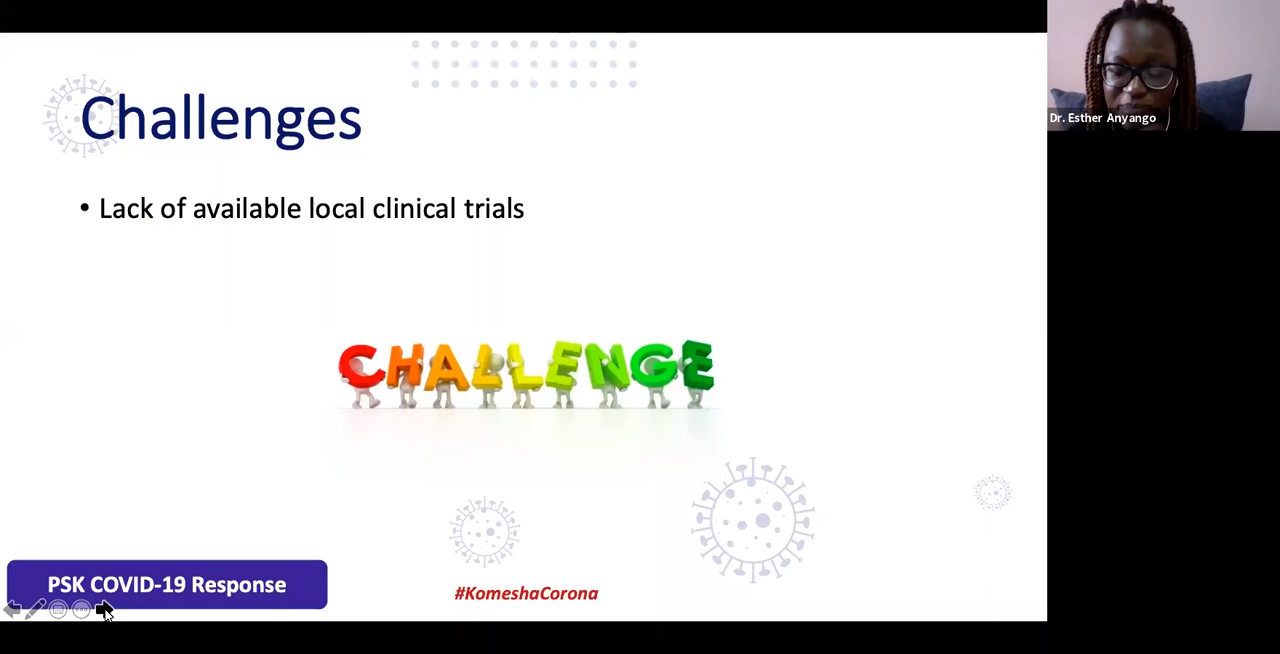 Challenges
• Lack of available local clinical trials
CHALLENGE
PSK COVID-19 Response
#KomeshaCorona
Dr. Esther Anyango